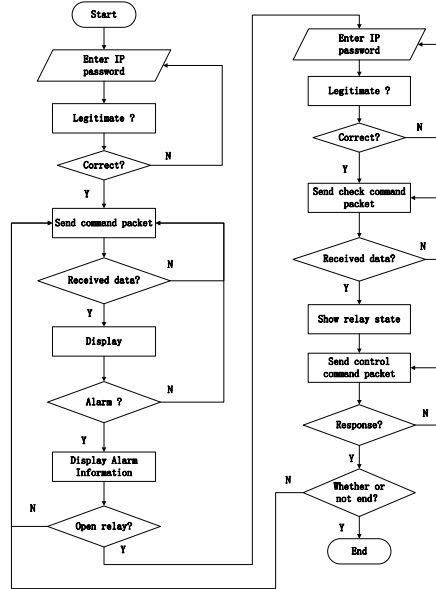 Start
Enter IP
password
Legitimate ?
Correct?
N
Y
Send command packet
Received data?
N
Y
Display
Alarm ?
N
Y
Display Alarm
Information
Open relay?
N
Y
Enter IP
password
Legitimate ?
Correct?
N
Y
Send check command
packet
Received data?
N
Y
Show relay state
Send control
command packet
Response?
N
Y
Whether or
not end?
N
Y
End